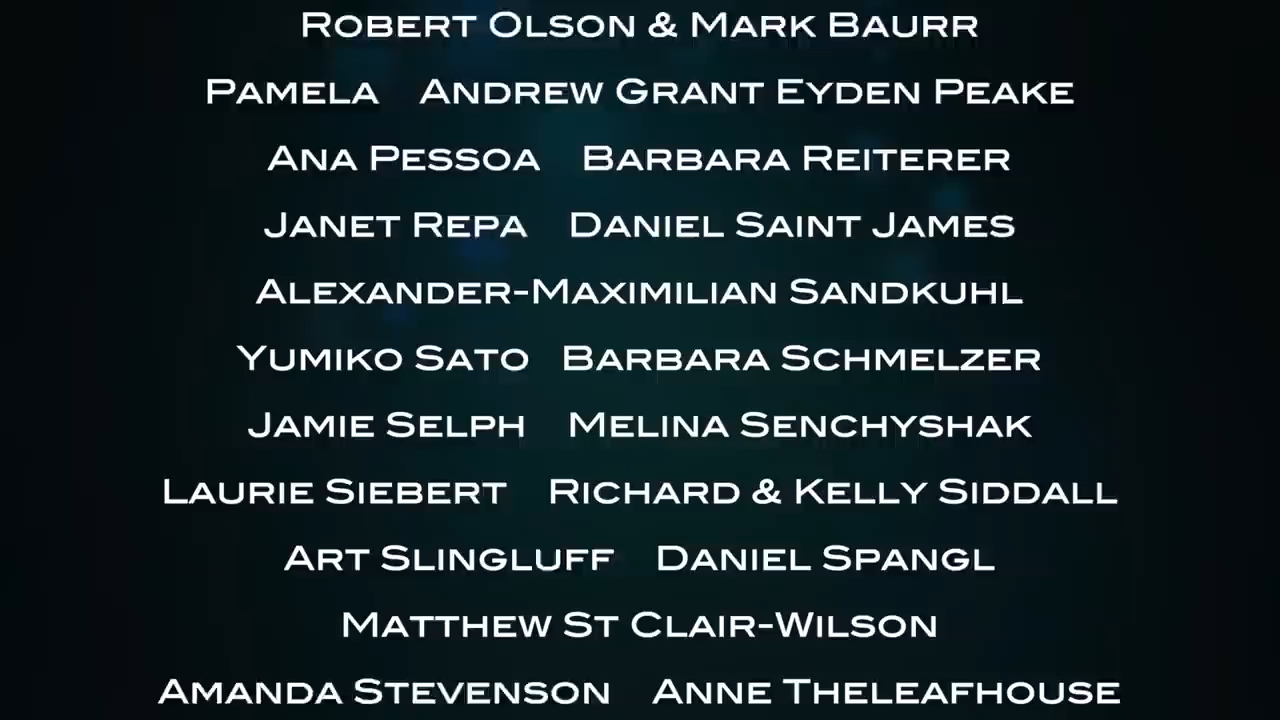 Robert Olson & Mark Baurr
Pamela Andrew Grant Eyden Peake
Ana Pessoa Barbara Reiterer
Janet Repa Daniel Saint James
Alexander-Maximilian Sandkuhl
Yumiko Sato Barbara Schmelzer
Jamie Selph Melina Senchyshak
Laurie Siebert Richard & Kelly Siddall
Art Slingluff Daniel Spangl
Matthew St Clair-Wilson
Amanda Stevenson Anne Theleafhouse